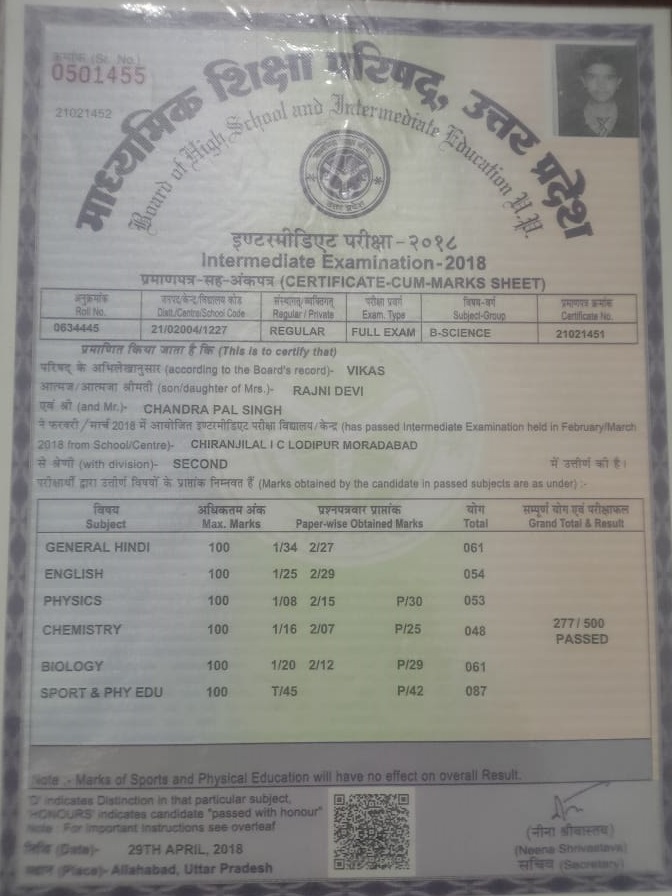 क्रमांक (Sr. No.)
0501455
21021452
माध्यमिक शिक्षा परिषद, उत्तर प्रदेश
Board of High School and Intermediate Education U.P.
इण्टरमीडिएट परीक्षा-२०१८
Intermediate Examination-2018
प्रमाणपत्र-सह-अंकपत्र (CERTIFICATE-CUM-MARKS SHEET)
अनुक्रमांक जनपद/केन्द्र/विद्यालय कोड संस्थागत/व्यक्तिगत परीक्षा प्रवर्ग विषय-वर्ग प्रमाणपत्र क्रमांक
Roll No. Distt./Centre/School Code Regular / Private Exam. Type Subject-Group Certificate No.
0634445 21/02004/1227 REGULAR FULL EXAM B-SCIENCE 21021451
प्रमाणित किया जाता है कि (This is to certify that)
परिषद के अभिलेखानुसार (according to the Board's record)- VIKAS
आत्मज/आत्मजा श्रीमती (son/daughter of Mrs.)- RAJNI DEVI
एवं श्री (and Mr.)- CHANDRA PAL SINGH
ने फरवरी/मार्च 2018 में आयोजित इण्टरमीडिएट परीक्षा विद्यालय/केन्द्र (has passed Intermediate Examination held in February/March
2018 from School/Centre)- CHIRANJILAL I C LODIPUR MORADABAD
से श्रेणी (with division)- SECOND में उत्तीर्ण की है।
परीक्षार्थी द्वारा उत्तीर्ण विषयों के प्राप्तांक निम्नवत हैं (Marks obtained by the candidate in passed subjects are as under) :-
विषय अधिकतम अंक प्रश्नपत्रवार प्राप्तांक योग सम्पूर्ण योग एवं परीक्षाफल
Subject Max. Marks Paper-wise Obtained Marks Total Grand Total & Result
GENERAL HINDI 100 1/34 2/27 061
ENGLISH 100 1/25 2/29 054
PHYSICS 100 1/08 2/15 P/30 053
CHEMISTRY 100 1/16 2/07 P/25 048 277/500
PASSED
BIOLOGY 100 1/20 2/12 P/29 061
SPORT & PHY EDU 100 T/45 P/42 087
Note :- Marks of Sports and Physical Education will have no effect on overall Result.
'D' indicates Distinction in that particular subject,
'HONOURS' indicates candidate "passed with honour"
Note : For Important Instructions see overleaf
तिथि (Date)- 29TH APRIL, 2018
स्थान (Place)- Allahabad, Uttar Pradesh
(नीना श्रीवास्तव)
(Neena Shrivastava)
सचिव (Secretary)